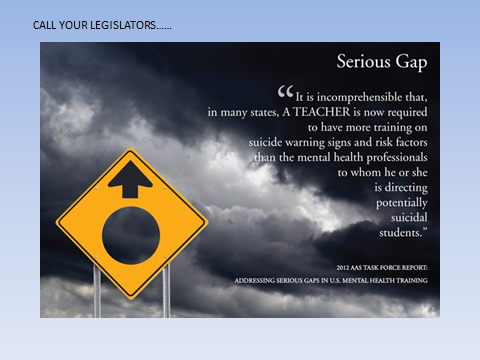 CALL YOUR LEGISLATORS……
Serious Gap
“It is incomprehensible that,
in many states, A TEACHER is now required
to have more training on
suicide warning signs and risk factors
than the mental health professionals
to whom he or she
is directing
potentially
suicidal
students.”
2012 AAS TASK FORCE REPORT:
ADDRESSING SERIOUS GAPS IN U.S. MENTAL HEALTH TRAINING